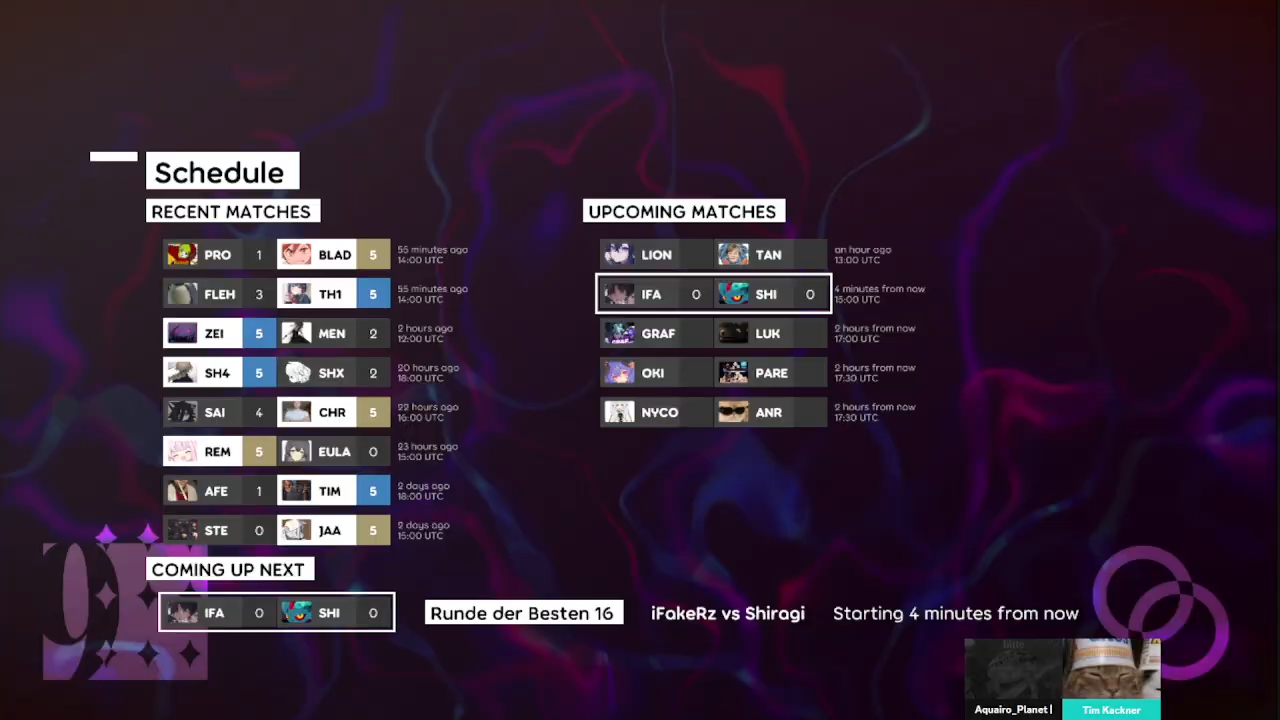 Schedule
RECENT MATCHES
PRO 1 BLAD 5 55 minutes ago
14:00 UTC
FLEH 3 TH1 5 55 minutes ago
14:00 UTC
ZEI 5 MEN 2 2 hours ago
12:00 UTC
SH4 5 SHX 2 20 hours ago
18:00 UTC
SAI 4 CHR 5 22 hours ago
16:00 UTC
REM 5 EULA 0 23 hours ago
15:00 UTC
AFE 1 TIM 5 2 days ago
18:00 UTC
STE 0 JAA 5 2 days ago
15:00 UTC
UPCOMING MATCHES
LION TAN an hour ago
13:00 UTC
IFA 0 SHI 0 4 minutes from now
15:00 UTC
GRAF LUK 2 hours from now
17:00 UTC
OKI PARE 2 hours from now
17:30 UTC
NYCO ANR 2 hours from now
17:30 UTC
COMING UP NEXT
IFA 0 SHI 0 Runde der Besten 16 iFakeRz vs Shiragi Starting 4 minutes from now
Aquairo_Planet |
Tim Kackner